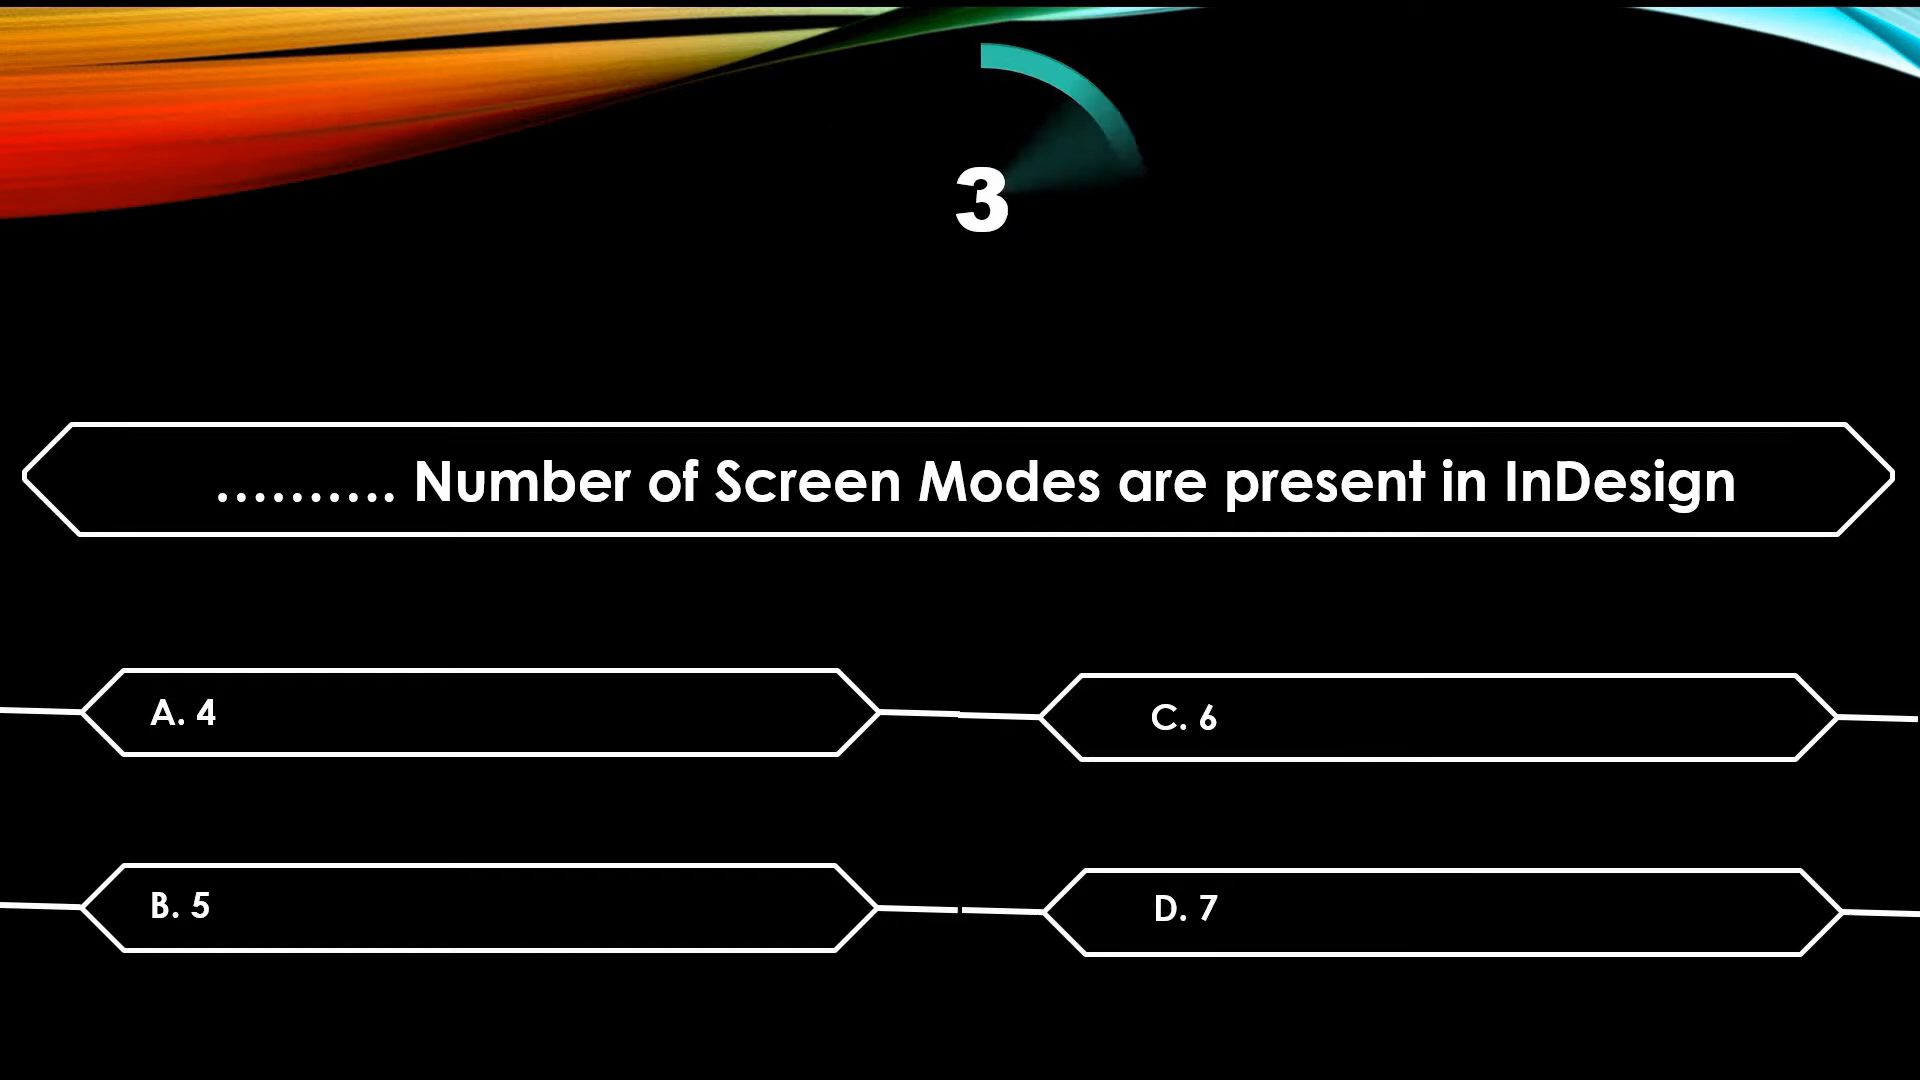 3
.......... Number of Screen Modes are present in InDesign
A. 4
C. 6
B. 5
D. 7